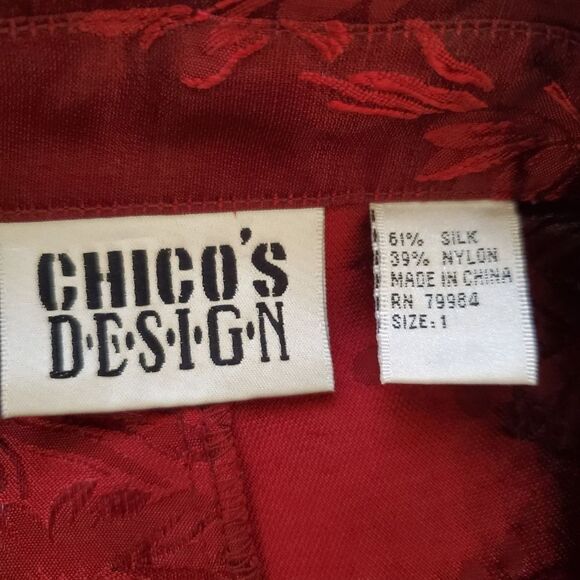 CHICO'S
D·E·S·I·G·N
61% SILK
39% NYLON
MADE IN CHINA
RN 79984
SIZE: 1